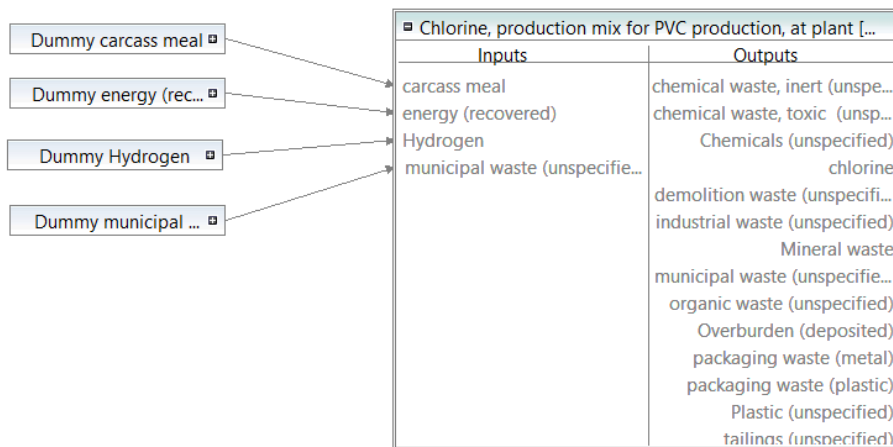 Dummy carcass meal
Dummy energy (rec...
Dummy Hydrogen
Dummy municipal ...
Chlorine, production mix for PVC production, at plant [...
Inputs
Outputs
carcass meal
energy (recovered)
Hydrogen
municipal waste (unspecifie...
chemical waste, inert (unspe...
chemical waste, toxic (unsp...
Chemicals (unspecified)
chlorine
demolition waste (unspecifi...
industrial waste (unspecified)
Mineral waste
municipal waste (unspecifie...
organic waste (unspecified)
Overburden (deposited)
packaging waste (metal)
packaging waste (plastic)
Plastic (unspecified)
tailings (unspecified)